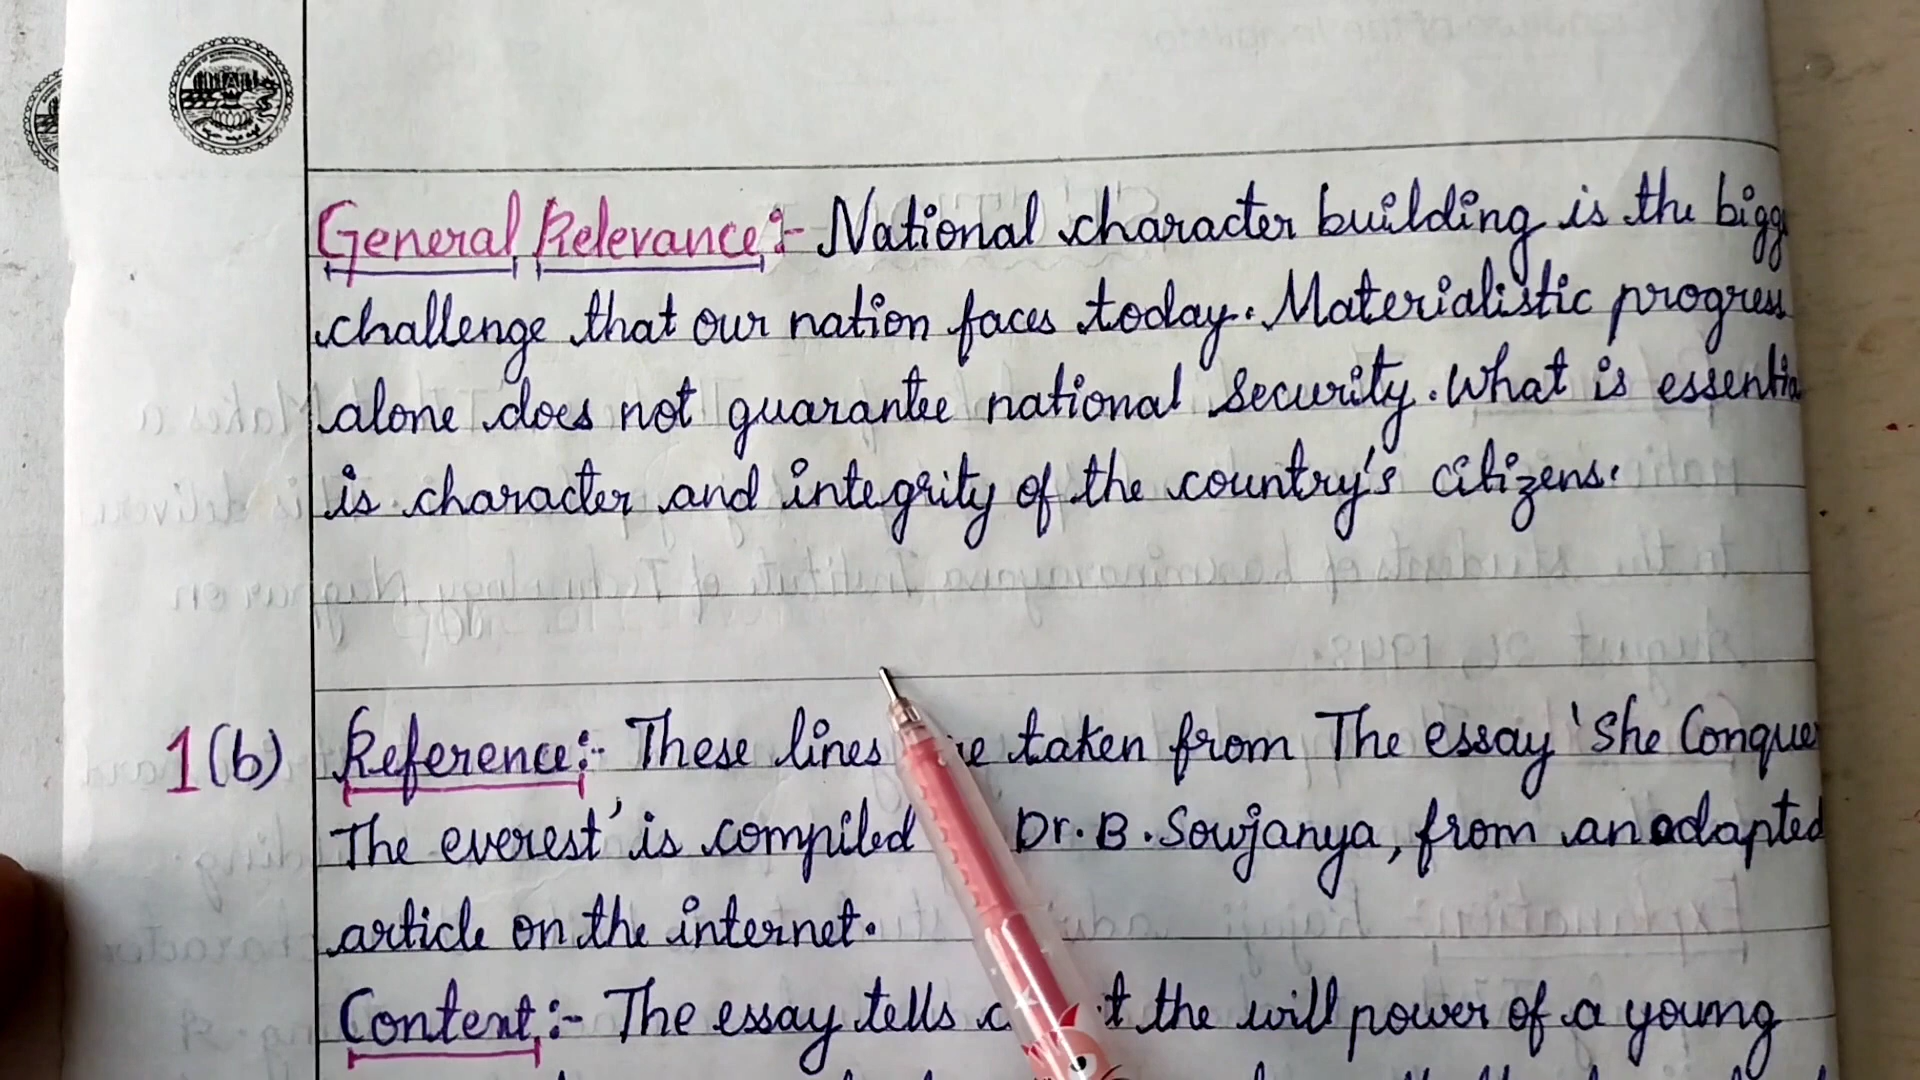 General Relevance:- National character building is the bigg
challenge that our nation faces today. Materialistic progress
alone does not guarantee national security. What is essentia
is character and integrity of the country's citizens.
1(b) Reference:- These lines taken from The essay 'She Conque
The everest' is compiled Dr. B. Sowjanya, from an adapted
article on the internet.
Content:- The essay tells the will power of a young